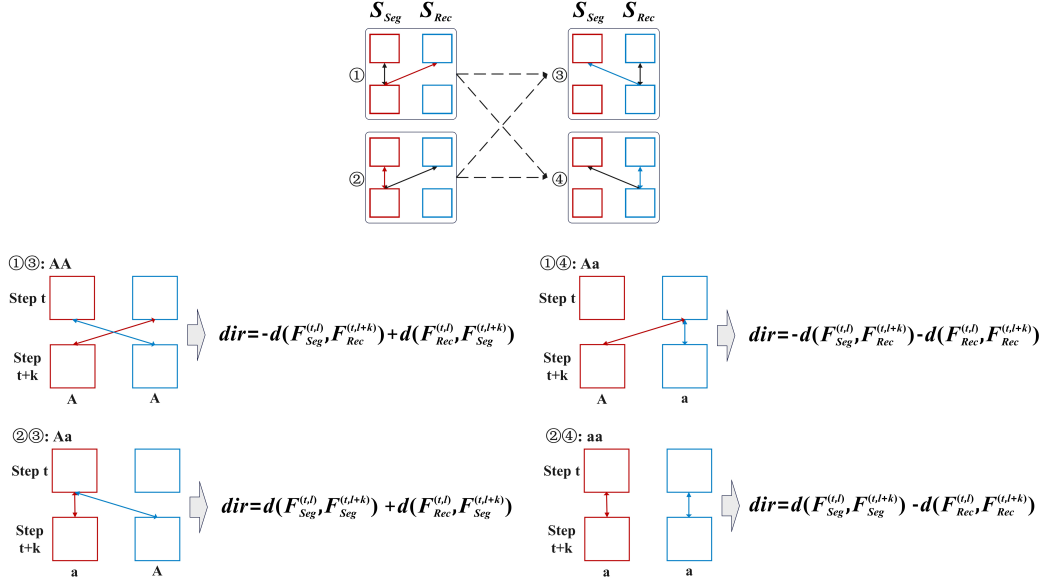 S_Seg S_Rec S_Seg S_Rec
① ③
② ④
①③: AA
Step t
Step
t+k
A A
dir=-d(F_Seg^(t,l),F_Rec^(t,l+k))+d(F_Rec^(t,l),F_Seg^(t,l+k))
①④: Aa
Step t
Step
t+k
A a
dir=-d(F_Seg^(t,l),F_Rec^(t,l+k))-d(F_Rec^(t,l),F_Rec^(t,l+k))
②③: Aa
Step t
Step
t+k
a A
dir=d(F_Seg^(t,l),F_Seg^(t,l+k)) +d(F_Rec^(t,l),F_Seg^(t,l+k))
②④: aa
Step t
Step
t+k
a a
dir=d(F_Seg^(t,l),F_Seg^(t,l+k)) -d(F_Rec^(t,l),F_Rec^(t,l+k))